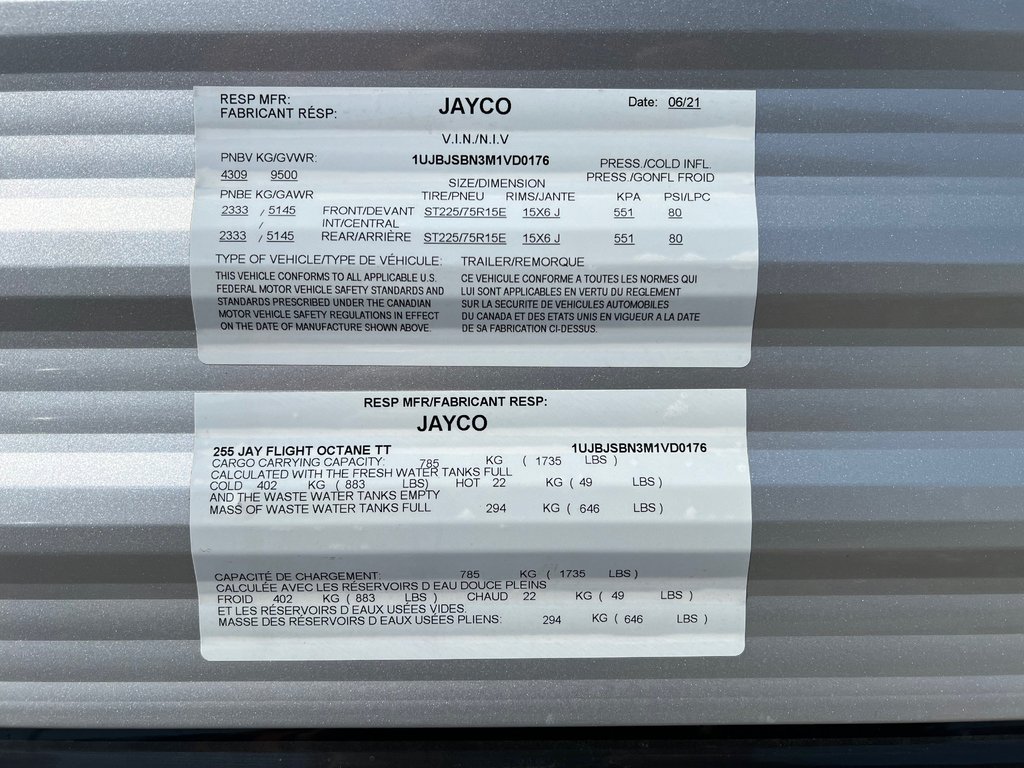 RESP MFR: JAYCO Date: 06/21
FABRICANT RÉSP:
V.I.N./N.I.V
PNBV KG/GVWR: 1UJBJSBN3M1VD0176 PRESS./COLD INFL.
4309 9500 PRESS./GONFL FROID
SIZE/DIMENSION
PNBE KG/GAWR TIRE/PNEU RIMS/JANTE KPA PSI/LPC
2333 / 5145 FRONT/DEVANT ST225/75R15E 15X6 J 551 80
/ INT/CENTRAL
2333 / 5145 REAR/ARRIÈRE ST225/75R15E 15X6 J 551 80
TYPE OF VEHICLE/TYPE DE VÉHICULE: TRAILER/REMORQUE
THIS VEHICLE CONFORMS TO ALL APPLICABLE U.S.
FEDERAL MOTOR VEHICLE SAFETY STANDARDS AND
STANDARDS PRESCRIBED UNDER THE CANADIAN
MOTOR VEHICLE SAFETY REGULATIONS IN EFFECT
ON THE DATE OF MANUFACTURE SHOWN ABOVE.
CE VEHICULE CONFORME A TOUTES LES NORMES QUI
LUI SONT APPLICABLES EN VERTU DU REGLEMENT
SUR LA SECURITE DE VEHICULES AUTOMOBILES
DU CANADA ET DES ETATS UNIS EN VIGUEUR A LA DATE
DE SA FABRICATION CI-DESSUS.
RESP MFR/FABRICANT RESP:
JAYCO
255 JAY FLIGHT OCTANE TT 1UJBJSBN3M1VD0176
CARGO CARRYING CAPACITY: 785 KG ( 1735 LBS )
CALCULATED WITH THE FRESH WATER TANKS FULL
COLD 402 KG ( 883 LBS) HOT 22 KG ( 49 LBS )
AND THE WASTE WATER TANKS EMPTY
MASS OF WASTE WATER TANKS FULL 294 KG ( 646 LBS )
CAPACITÉ DE CHARGEMENT: 785 KG ( 1735 LBS )
CALCULÉE AVEC LES RÉSERVOIRS D EAU DOUCE PLEINS
FROID 402 KG ( 883 LBS ) CHAUD 22 KG ( 49 LBS )
ET LES RÉSERVOIRS D EAUX USÉES VIDES.
MASSE DES RÉSERVOIRS D EAUX USÉES PLIENS: 294 KG ( 646 LBS )